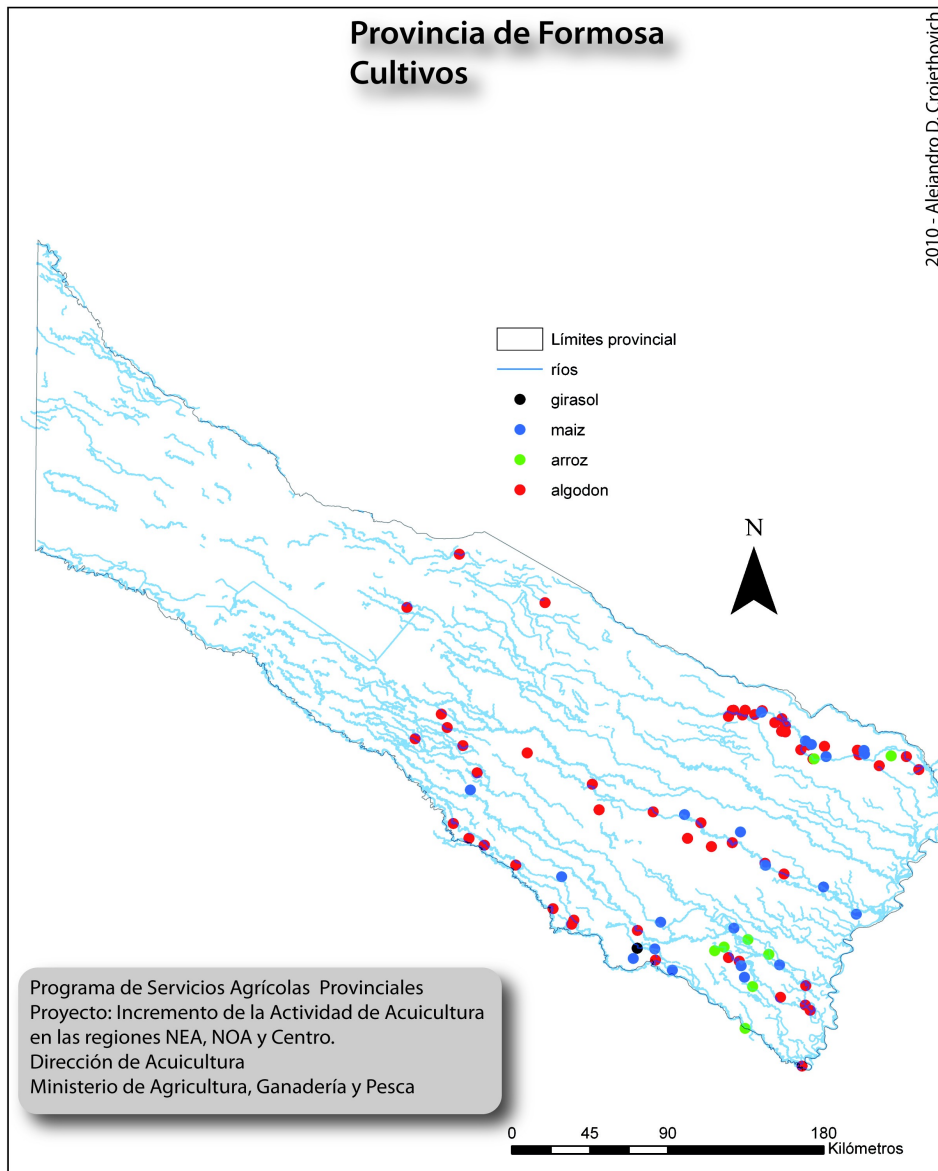 Provincia de Formosa
Cultivos
2010 - Alejandro D. Crojethovich
Límites provincial
ríos
girasol
maiz
arroz
algodon
N
Programa de Servicios Agrícolas Provinciales
Proyecto: Incremento de la Actividad de Acuicultura
en las regiones NEA, NOA y Centro.
Dirección de Acuicultura
Ministerio de Agricultura, Ganadería y Pesca
0 45 90 180
Kilómetros